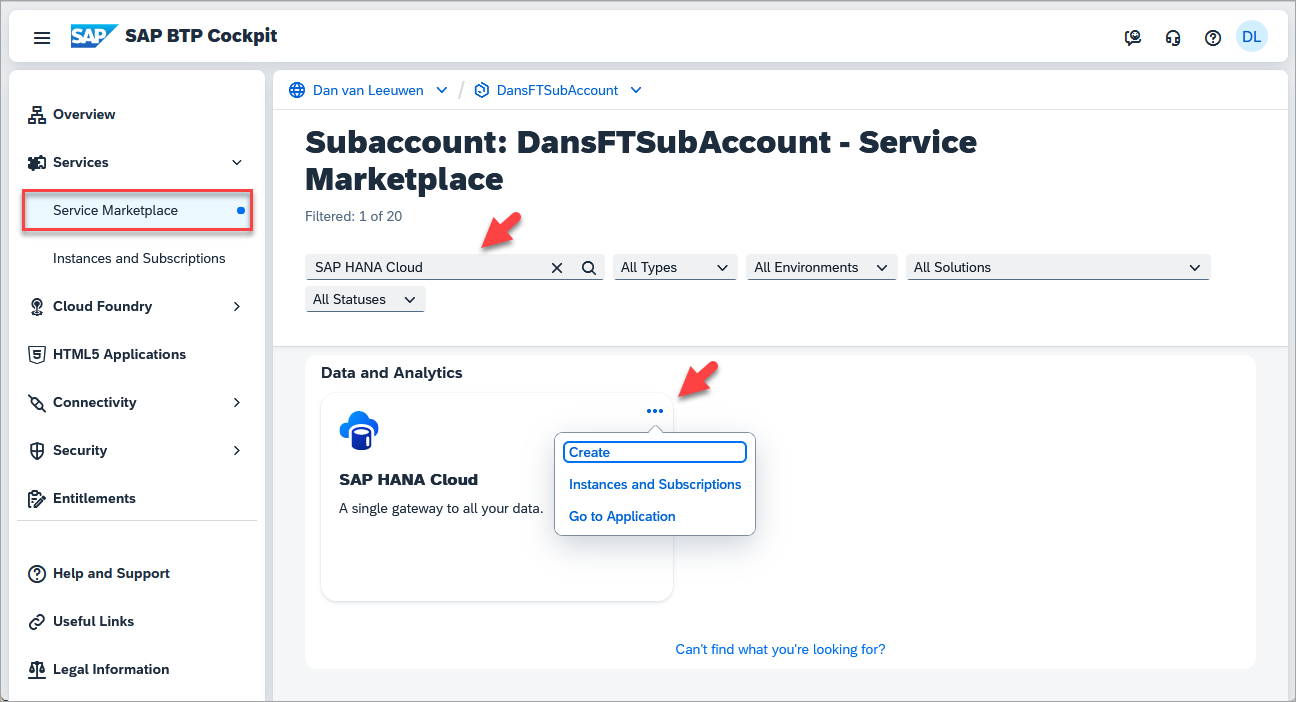 SAP SAP BTP Cockpit
DL
Overview
Services
Service Marketplace
Instances and Subscriptions
Cloud Foundry
5 HTML5 Applications
Connectivity
Security
Entitlements
Help and Support
Useful Links
Legal Information
Dan van Leeuwen / DansFTSubAccount
Subaccount: DansFTSubAccount - Service
Marketplace
Filtered: 1 of 20
SAP HANA Cloud
All Types
All Environments
All Solutions
All Statuses
Data and Analytics
SAP HANA Cloud
A single gateway to all your data.
Create
Instances and Subscriptions
Go to Application
Can't find what you're looking for?